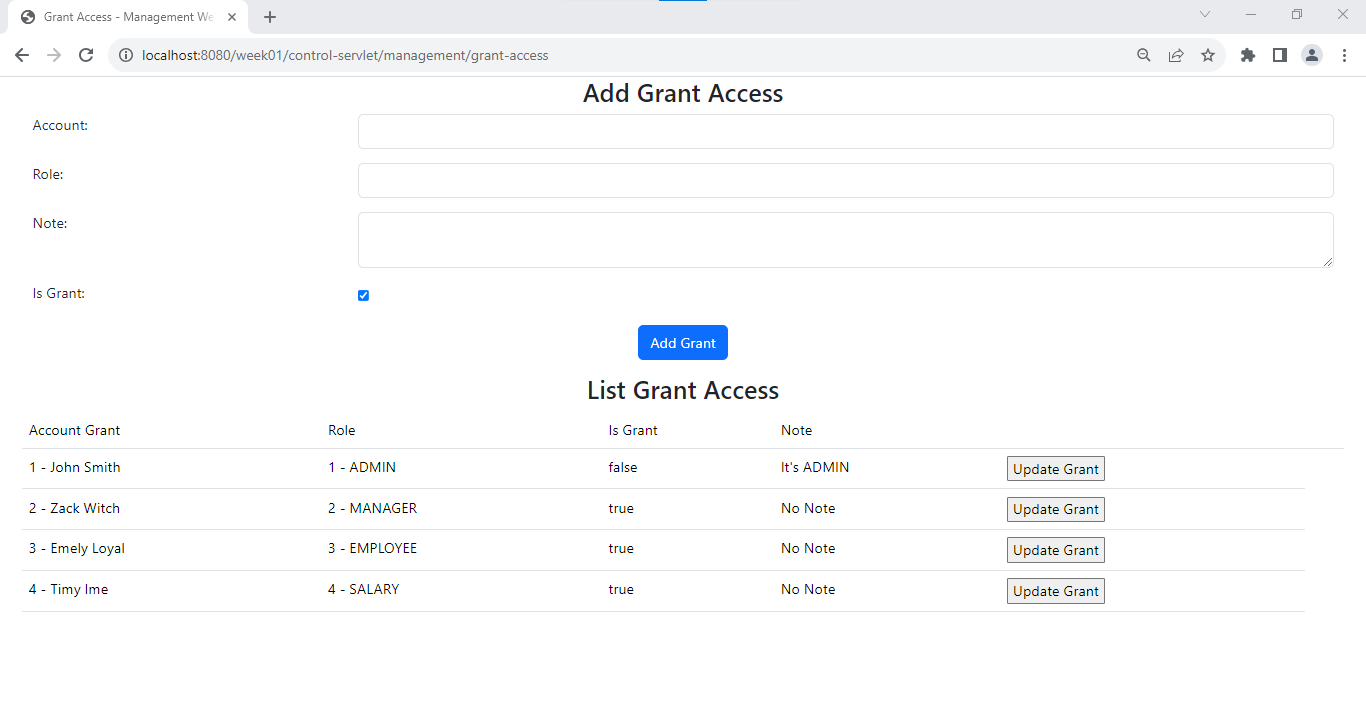 Grant Access - Management We
localhost:8080/week01/control-servlet/management/grant-access
Add Grant Access
Account:
Role:
Note:
Is Grant:
Add Grant
List Grant Access
Account Grant Role Is Grant Note
1 - John Smith 1 - ADMIN false It's ADMIN Update Grant
2 - Zack Witch 2 - MANAGER true No Note Update Grant
3 - Emely Loyal 3 - EMPLOYEE true No Note Update Grant
4 - Timy Ime 4 - SALARY true No Note Update Grant